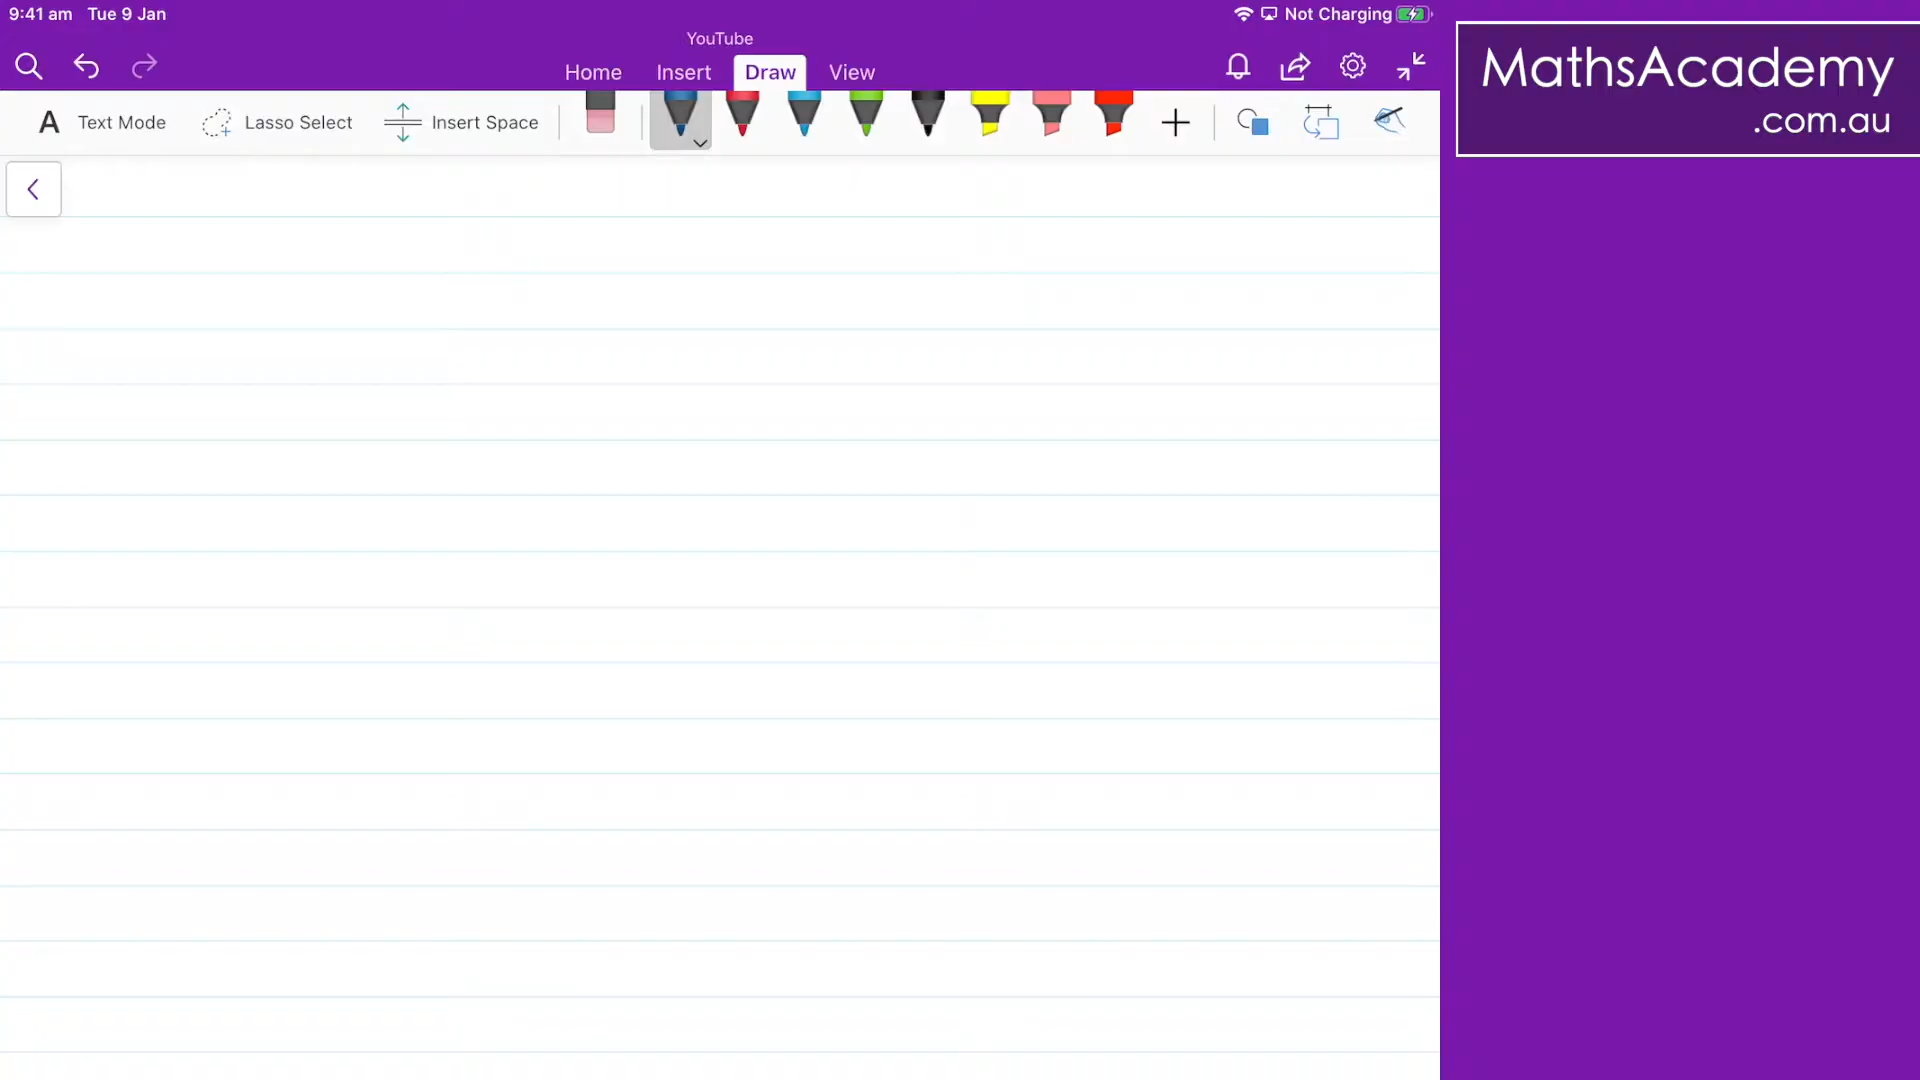 9:41 am Tue 9 Jan
Not Charging
YouTube
Home Insert Draw View
A Text Mode Lasso Select Insert Space
MathsAcademy
.com.au